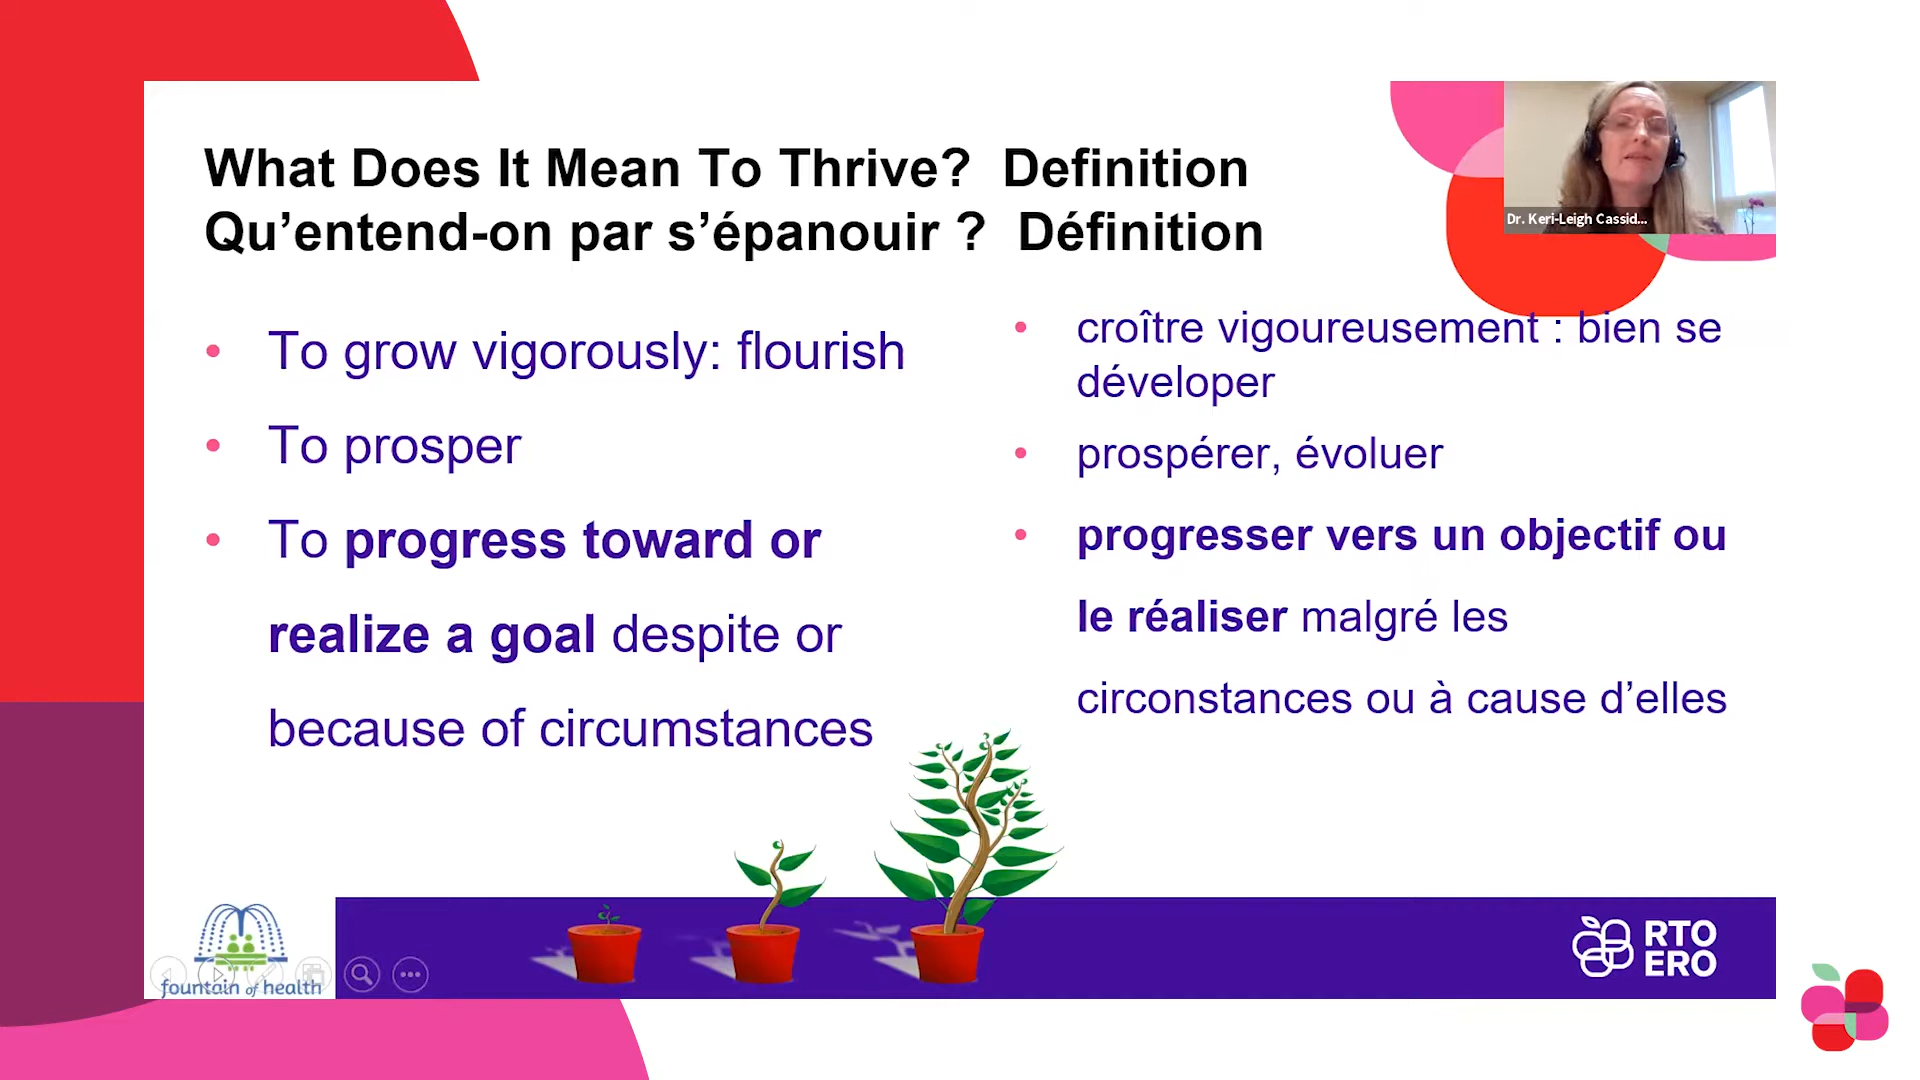 What Does It Mean To Thrive?  Definition
Qu’entend-on par s’épanouir ?  Définition
Dr. Keri-Leigh Cassid...
• To grow vigorously: flourish
• To prosper
• To progress toward or
realize a goal despite or
because of circumstances
• croître vigoureusement : bien se
développer
• prospérer, évoluer
• progresser vers un objectif ou
le réaliser malgré les
circonstances ou à cause d’elles
fountain of health
RTO
ERO